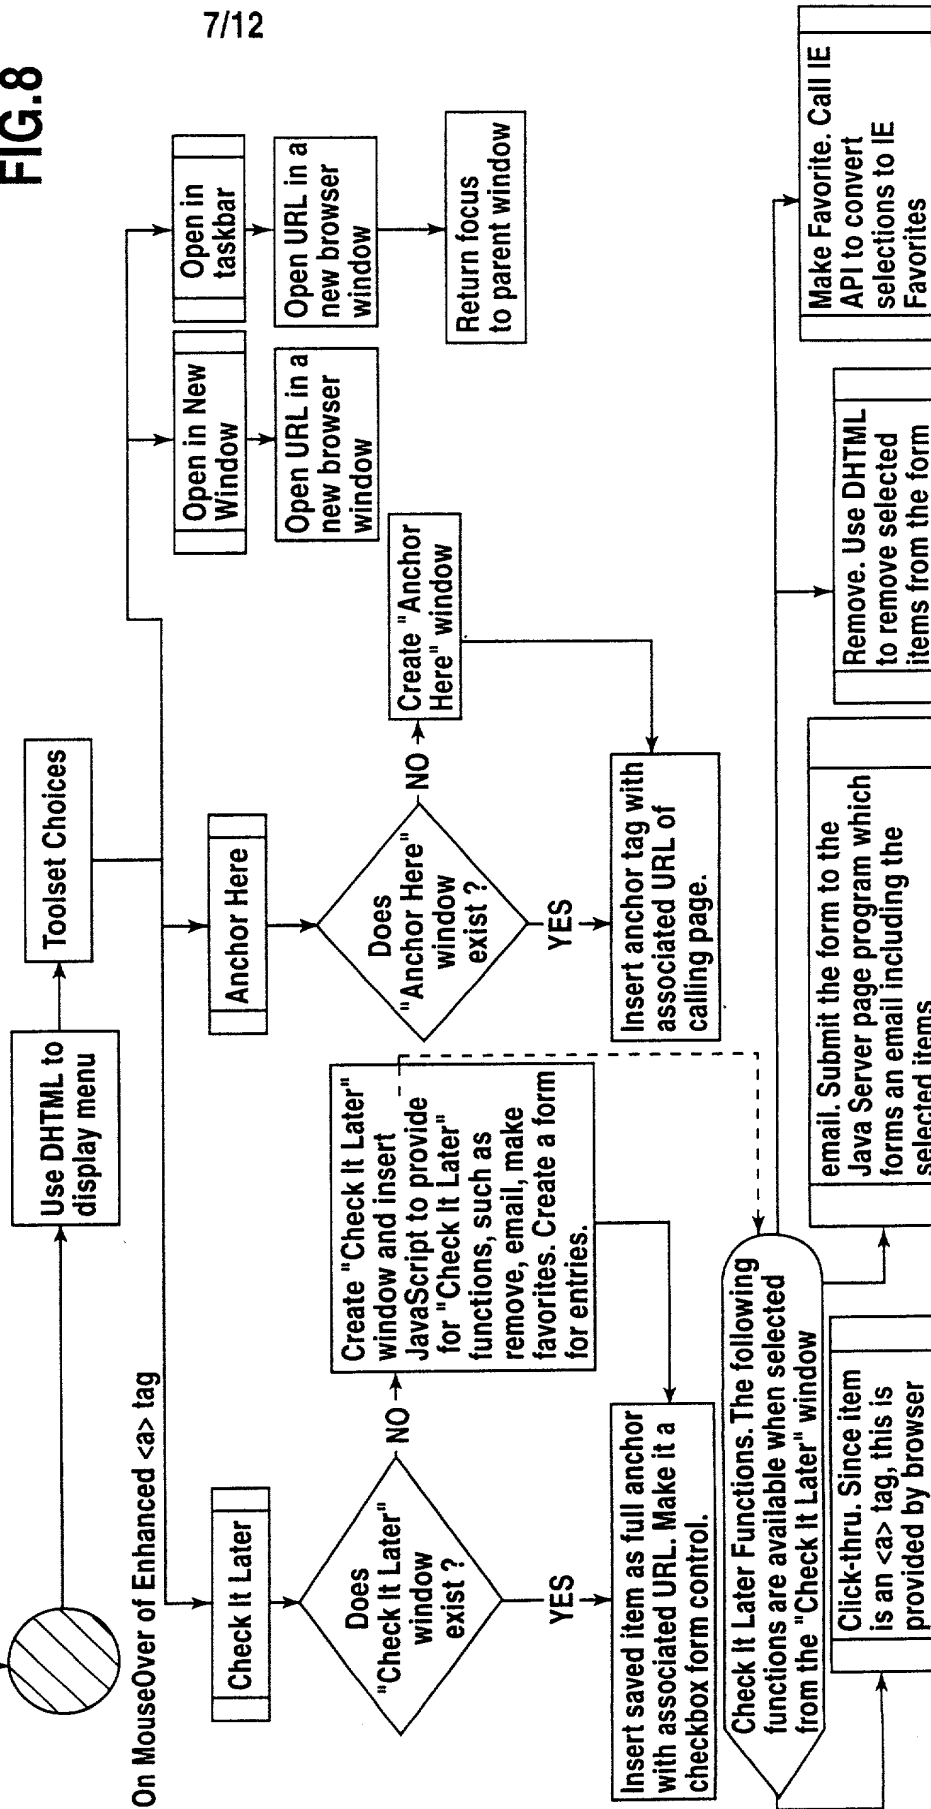 7/12
FIG.8
On MouseOver of Enhanced <a> tag
Use DHTML to
display menu
Toolset Choices
Check It Later
Does
"Check It Later"
window
exist ?
NO
YES
Create "Check It Later"
window and insert
JavaScript to provide
for "Check It Later"
functions, such as
remove, email, make
favorites. Create a form
for entries.
Insert saved item as full anchor
with associated URL. Make it a
checkbox form control.
Anchor Here
Does
"Anchor Here"
window
exist ?
NO
YES
Create "Anchor
Here" window
Insert anchor tag with
associated URL of
calling page.
Open in New
Window
Open URL in a
new browser
window
Open in
taskbar
Open URL in a
new browser
window
Return focus
to parent window
Check It Later Functions. The following
functions are available when selected
from the "Check It Later" window
Click-thru. Since item
is an <a> tag, this is
provided by browser
email. Submit the form to the
Java Server page program which
forms an email including the
selected items
Remove. Use DHTML
to remove selected
items from the form
Make Favorite. Call IE
API to convert
selections to IE
Favorites